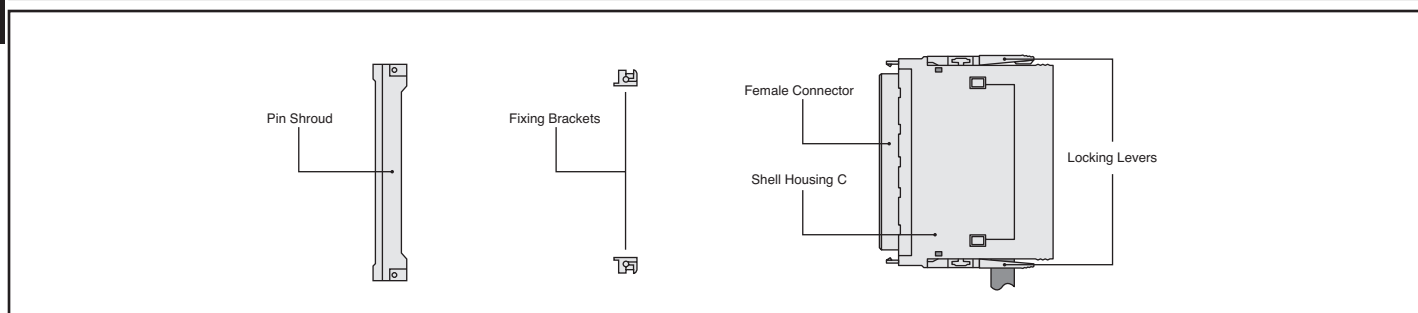 Pin Shroud
Fixing Brackets
Female Connector
Shell Housing C
Locking Levers